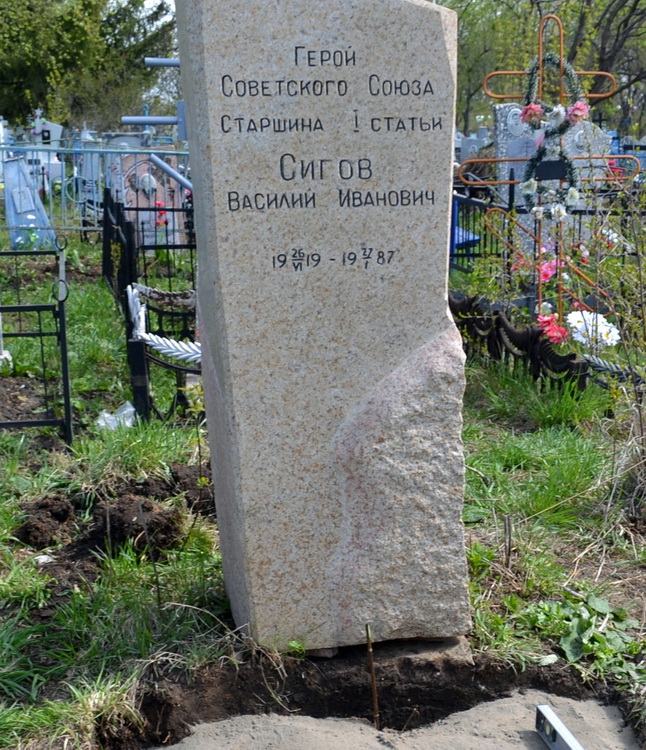 Герой
Советского Союза
Старшина I статьи
Сигов
Василий Иванович
19 26/VI 19 - 19 27/I 87